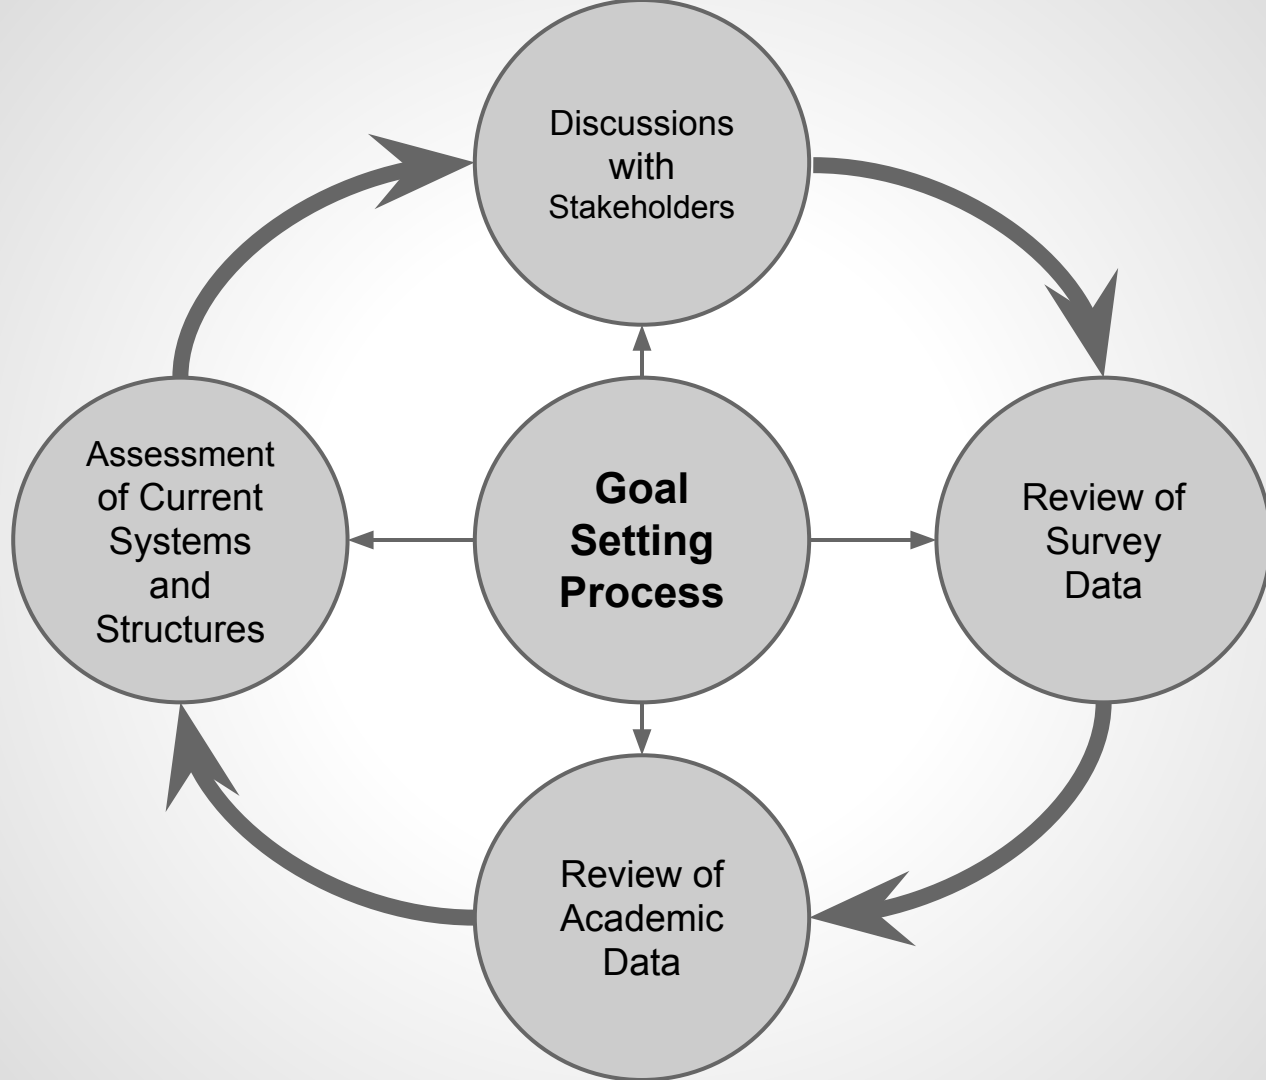 Discussions
with
Stakeholders
Assessment
of Current
Systems
and
Structures
Goal
Setting
Process
Review of
Survey
Data
Review of
Academic
Data